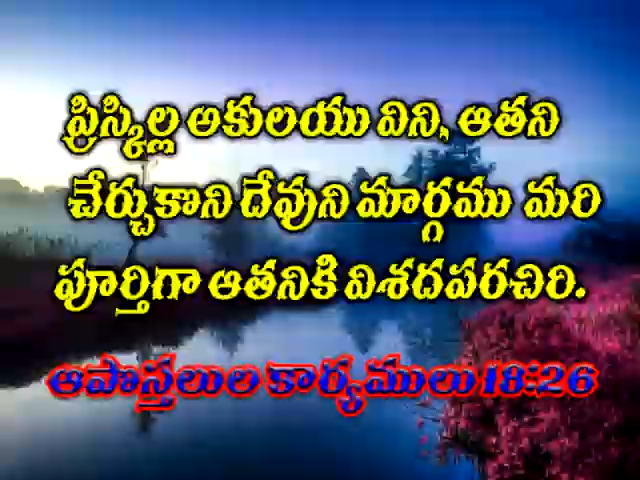 ప్రిస్కిల్ల అకులయు విని, ఆతని
చేర్చుకొని దేవుని మార్గము మరి
పూర్తిగా ఆతనికి విశదపరచిరి.
అపొస్తలుల కార్యములు 18:26